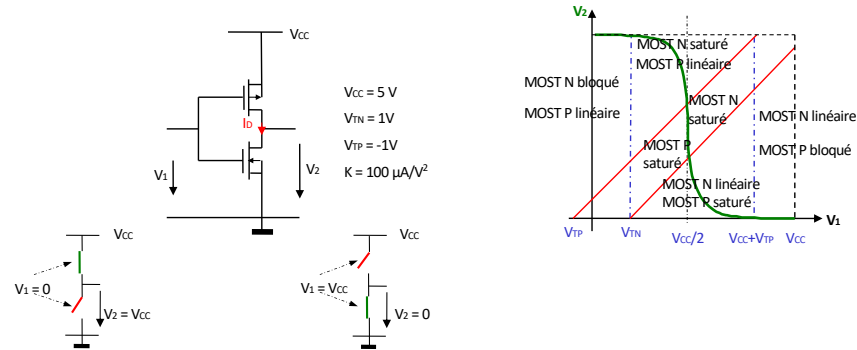 VCC
ID
V1
V2
VCC = 5 V
VTN = 1V
VTP = -1V
K = 100 µA/V²
VCC
V1 = 0
V2 = VCC
VCC
V1 = VCC
V2 = 0
V2
MOST N saturé
MOST P linéaire
MOST N bloqué
MOST P linéaire
MOST N
saturé
MOST N linéaire
MOST P bloqué
MOST P
saturé
MOST N linéaire
MOST P saturé
V1
VTP
VTN
VCC/2
VCC+VTP
VCC